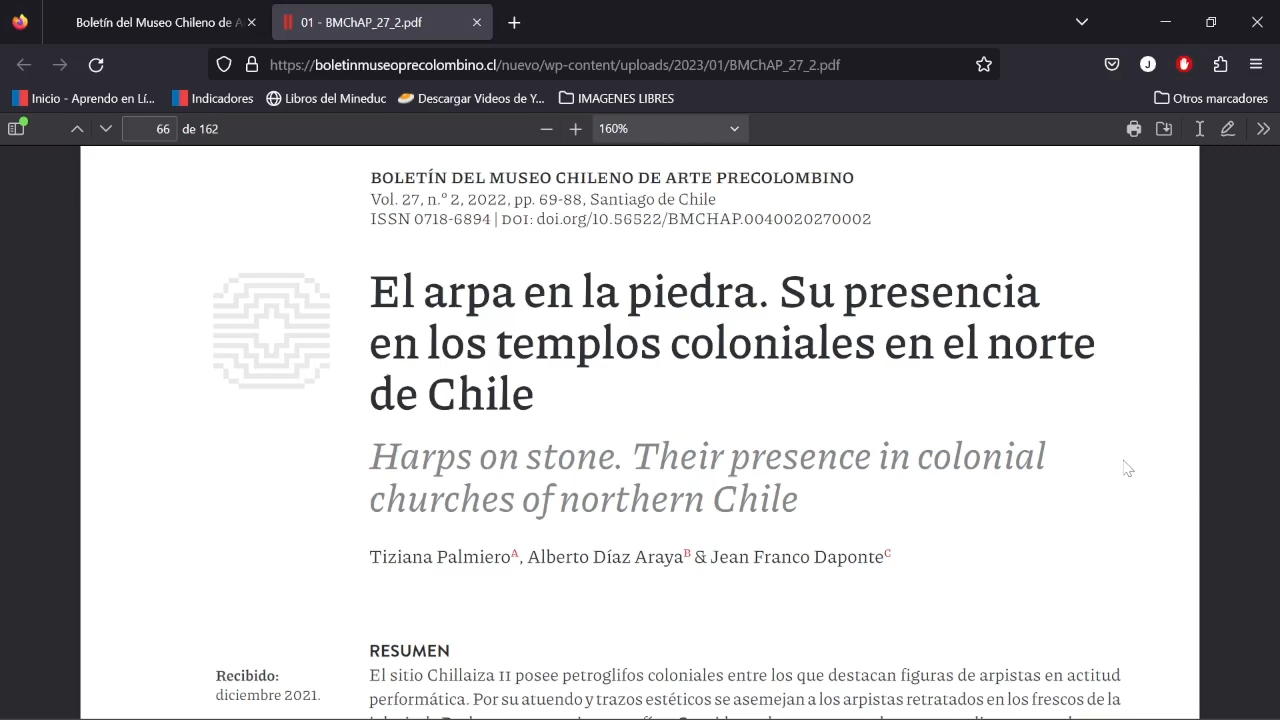 Boletín del Museo Chileno de A
01 - BMChAP_27_2.pdf
https://boletinmuseoprecolombino.cl/nuevo/wp-content/uploads/2023/01/BMChAP_27_2.pdf
J
Inicio - Aprendo en Lí... Indicadores Libros del Mineduc Descargar Videos de Y... IMAGENES LIBRES Otros marcadores
66 de 162 160%
BOLETÍN DEL MUSEO CHILENO DE ARTE PRECOLOMBINO
Vol. 27, n.º 2, 2022, pp. 69-88, Santiago de Chile
ISSN 0718-6894 | DOI: doi.org/10.56522/BMCHAP.0040020270002
El arpa en la piedra. Su presencia
en los templos coloniales en el norte
de Chile
Harps on stone. Their presence in colonial
churches of northern Chile
Tiziana Palmieroᴬ, Alberto Díaz Arayaᴮ & Jean Franco Daponteᶜ
RESUMEN
Recibido:
diciembre 2021.
El sitio Chillaiza II posee petroglifos coloniales entre los que destacan figuras de arpistas en actitud
performática. Por su atuendo y trazos estéticos se asemejan a los arpistas retratados en los frescos de la